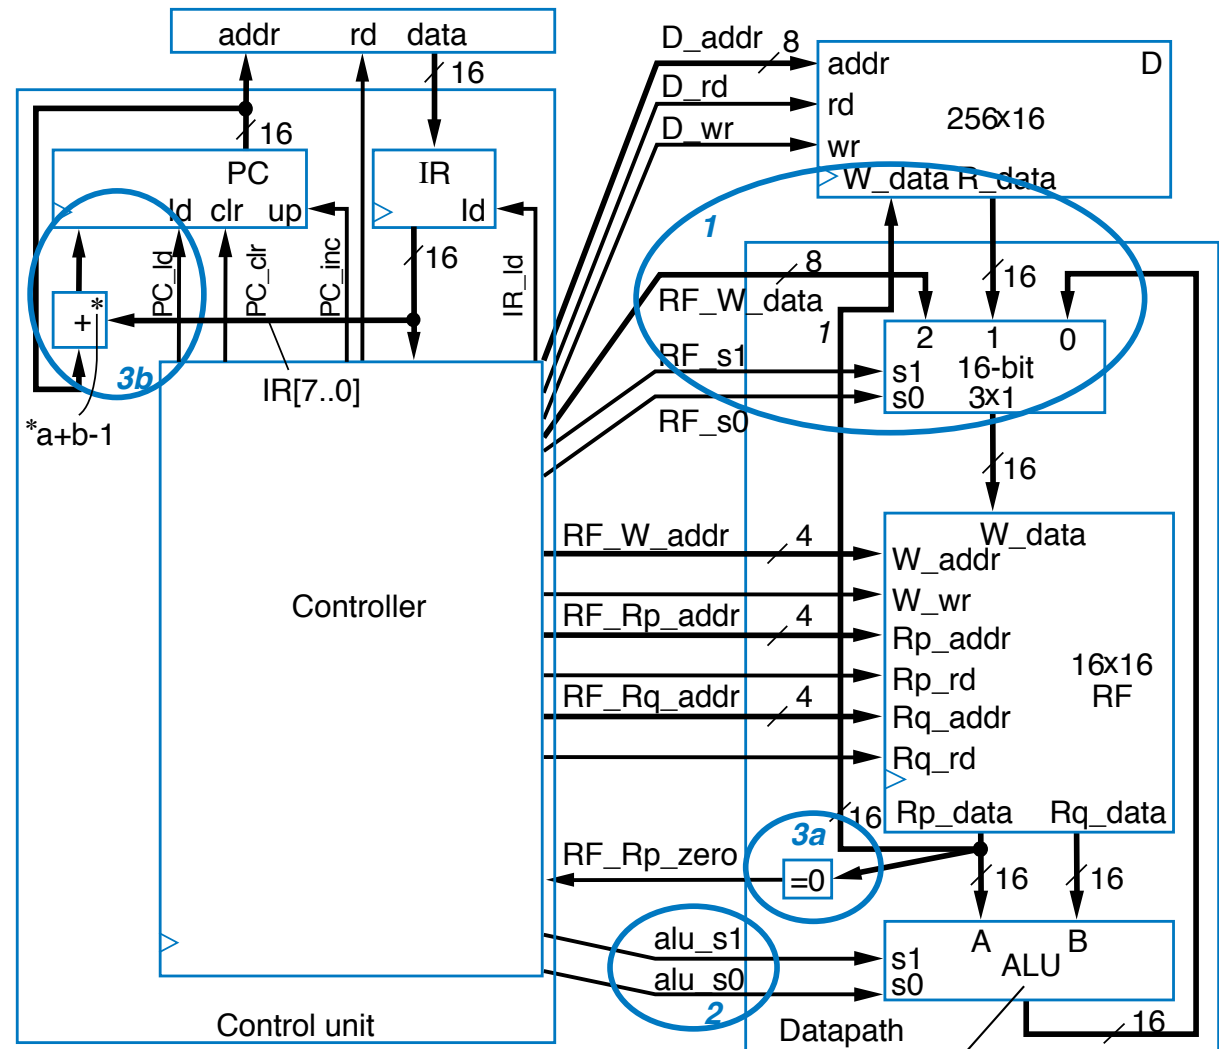 addr rd data
16
16
PC
ld clr up
IR
ld
16
PC_ld
PC_clr
PC_inc
IR_ld
+
*
3b
IR[7..0]
*a+b-1
Controller
Control unit
D_addr 8
D_rd
D_wr
addr D
rd
256x16
wr
W_data R_data
1
8
16
RF_W_data
1
2 1 0
RF_s1
s1 16-bit
s0 3x1
RF_s0
16
W_data
RF_W_addr 4
W_addr
W_wr
RF_Rp_addr 4
Rp_addr
16x16
RF
Rp_rd
RF_Rq_addr 4
Rq_addr
Rq_rd
16
Rp_data Rq_data
3a
RF_Rp_zero
=0
16 16
alu_s1
alu_s0
2
A B
s1 ALU
s0
16
Datapath